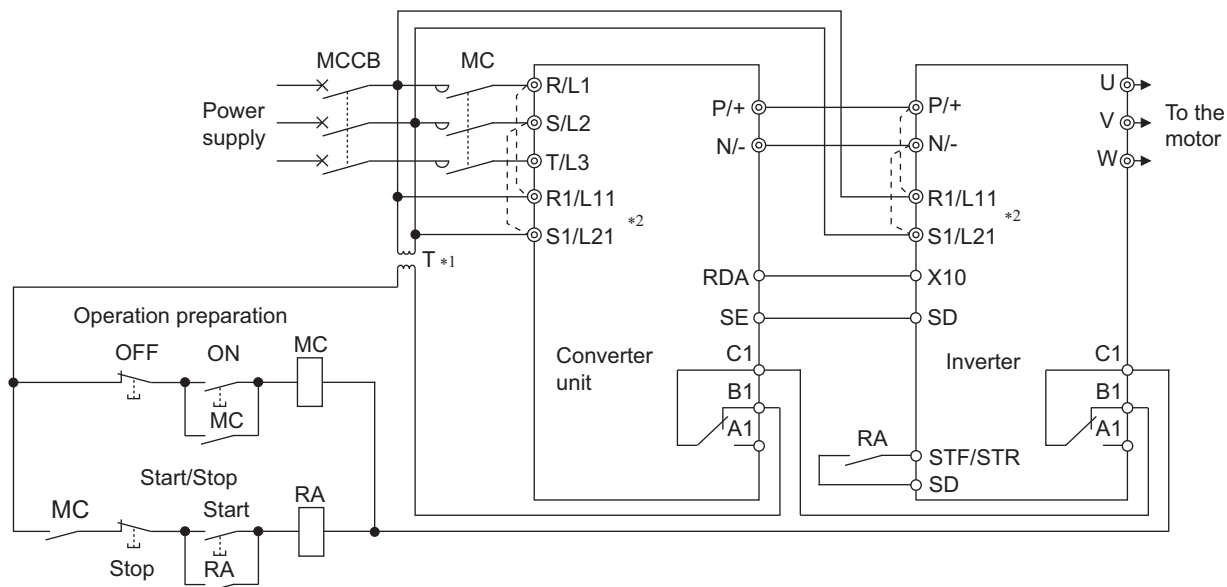 MCCB
MC
Power
supply
R/L1
S/L2
T/L3
R1/L11
*2
S1/L21
T *1
P/+
N/-
RDA
SE
Converter
unit
C1
B1
A1
P/+
N/-
R1/L11
*2
S1/L21
X10
SD
Inverter
C1
B1
A1
RA
STF/STR
SD
U
V
W
To the
motor
Operation preparation
OFF
ON
MC
MC
Start/Stop
MC
Start
RA
Stop
RA